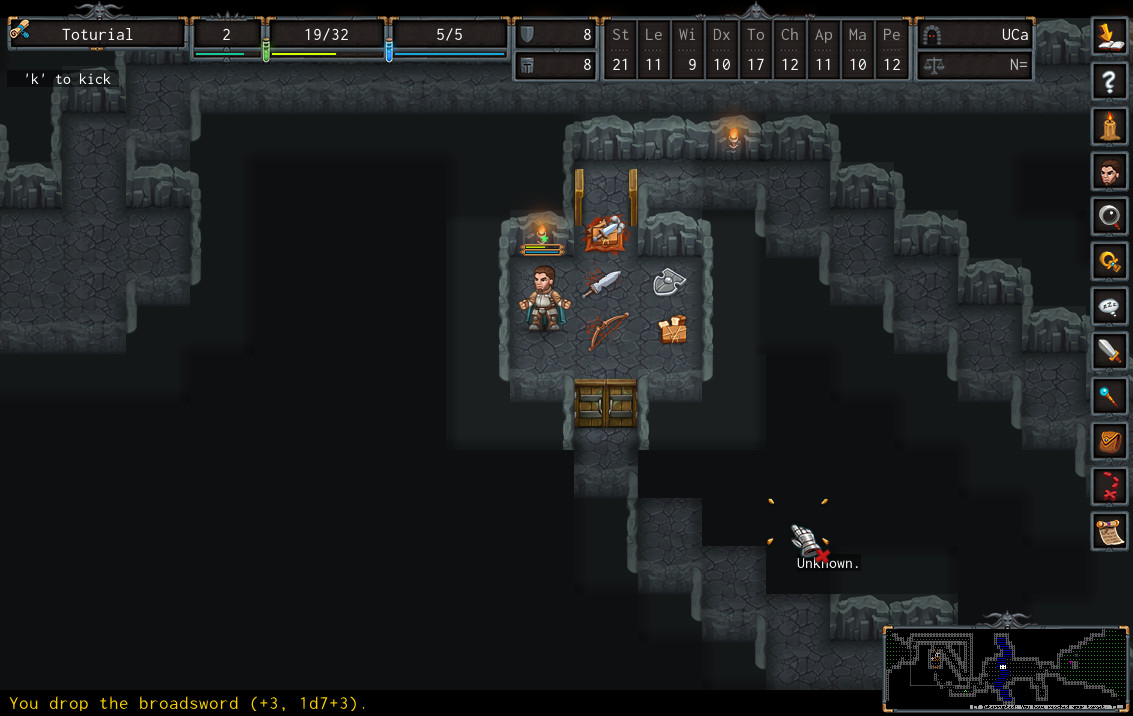 Toturial
2
19/32
5/5
8
St Le Wi Dx To Ch Ap Ma Pe
UCa
8
21 11 9 10 17 12 11 10 12
N=
'k' to kick
?
zzz
Unknown.
You drop the broadsword (+3, 1d7+3).